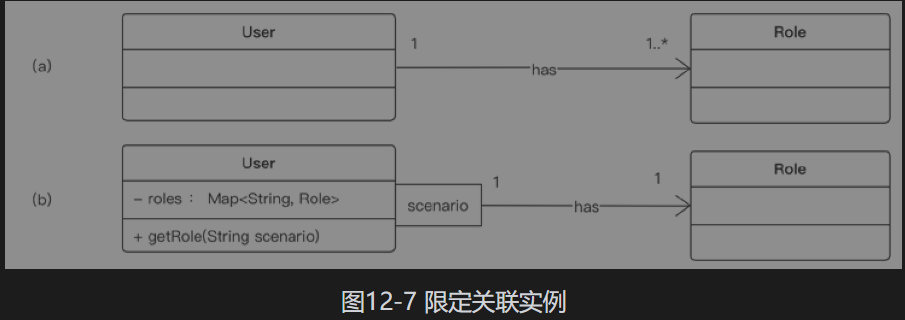 User
Role
(a)
1
1..*
has
User
Role
(b)
- roles : Map<String, Role>
1
1
scenario
has
+ getRole(String scenario)
图12-7 限定关联实例